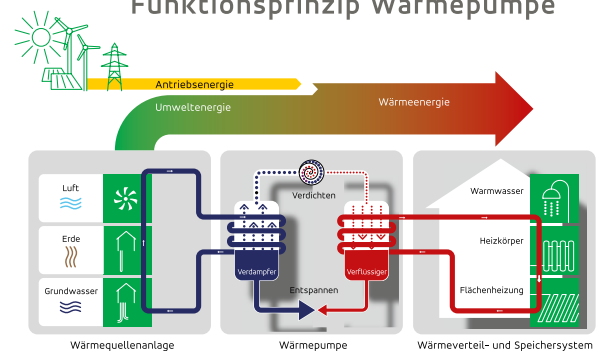 Funktionsprinzip Wärmepumpe
Antriebsenergie
Umweltenergie
Wärmeenergie
Luft
Erde
Grundwasser
Verdichten
Verdampfer
Verflüssiger
Entspannen
Warmwasser
Heizkörper
Flächenheizung
Wärmequellenanlage
Wärmepumpe
Wärmeverteil- und Speichersystem